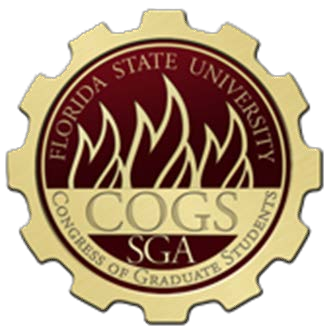 FLORIDA STATE UNIVERSITY
COGS
SGA
CONGRESS OF GRADUATE STUDENTS